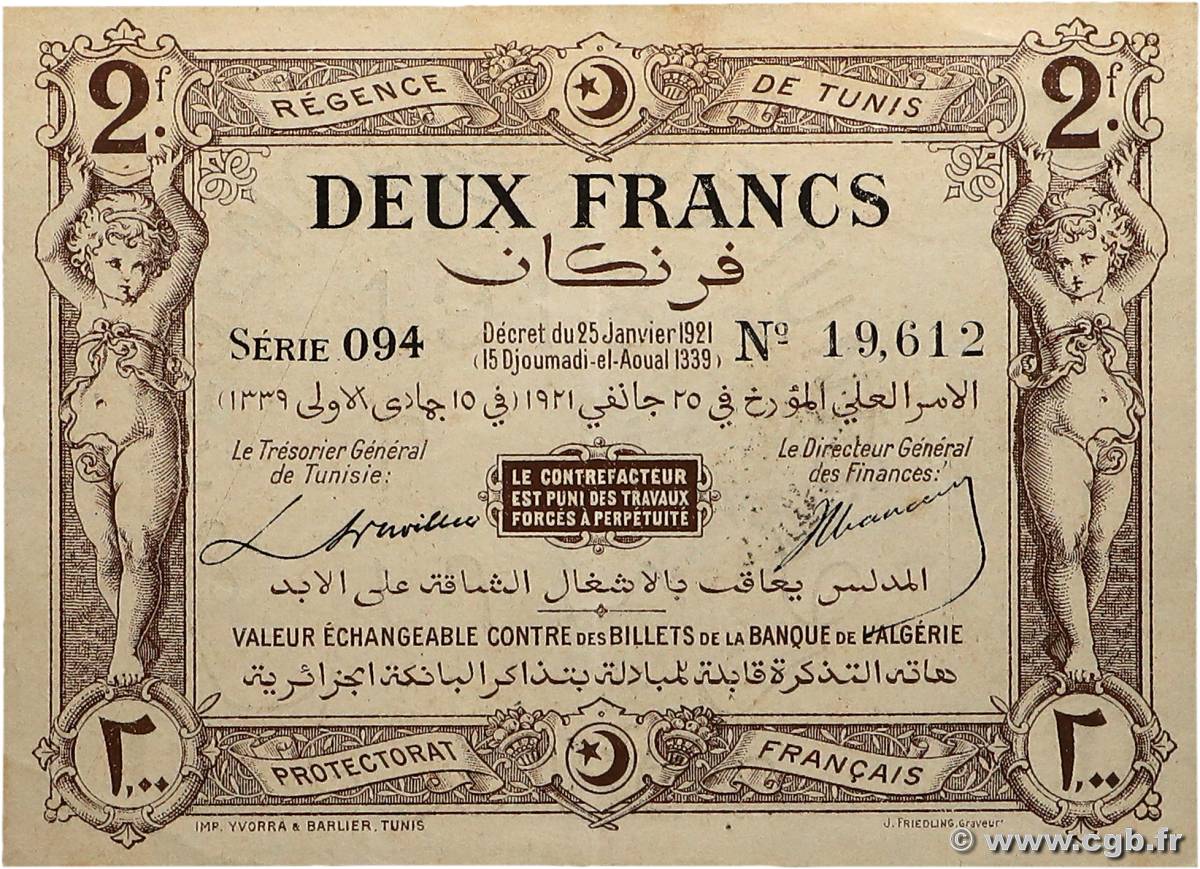 2f.
RÉGENCE DE TUNIS
2f.
DEUX FRANCS
فرنكان
SÉRIE 094
Décret du 25 Janvier 1921
(15 Djoumadi-el-Aoual 1339)
Nº 19,612
الامر العلي المؤرخ في ٢٥ جانفي ١٩٢١ (في ١٥ جمادى الاولى ١٣٣٩)
Le Trésorier Général
de Tunisie:
LE CONTREFACTEUR
EST PUNI DES TRAVAUX
FORCÉS À PERPÉTUITÉ
Le Directeur Général
des Finances:
المدلس يعاقب بالاشغال الشاقة على الابد
VALEUR ÉCHANGEABLE CONTRE DES BILLETS DE LA BANQUE DE L'ALGÉRIE
هاته التذكرة قابلة للمبادلة بتذاكر البانكة الجزائرية
٢,٠٠
PROTECTORAT FRANÇAIS
٢,٠٠
IMP. YVORRA & BARLIER, TUNIS
J. FRIEDLING, Graveur
© www.cgb.fr